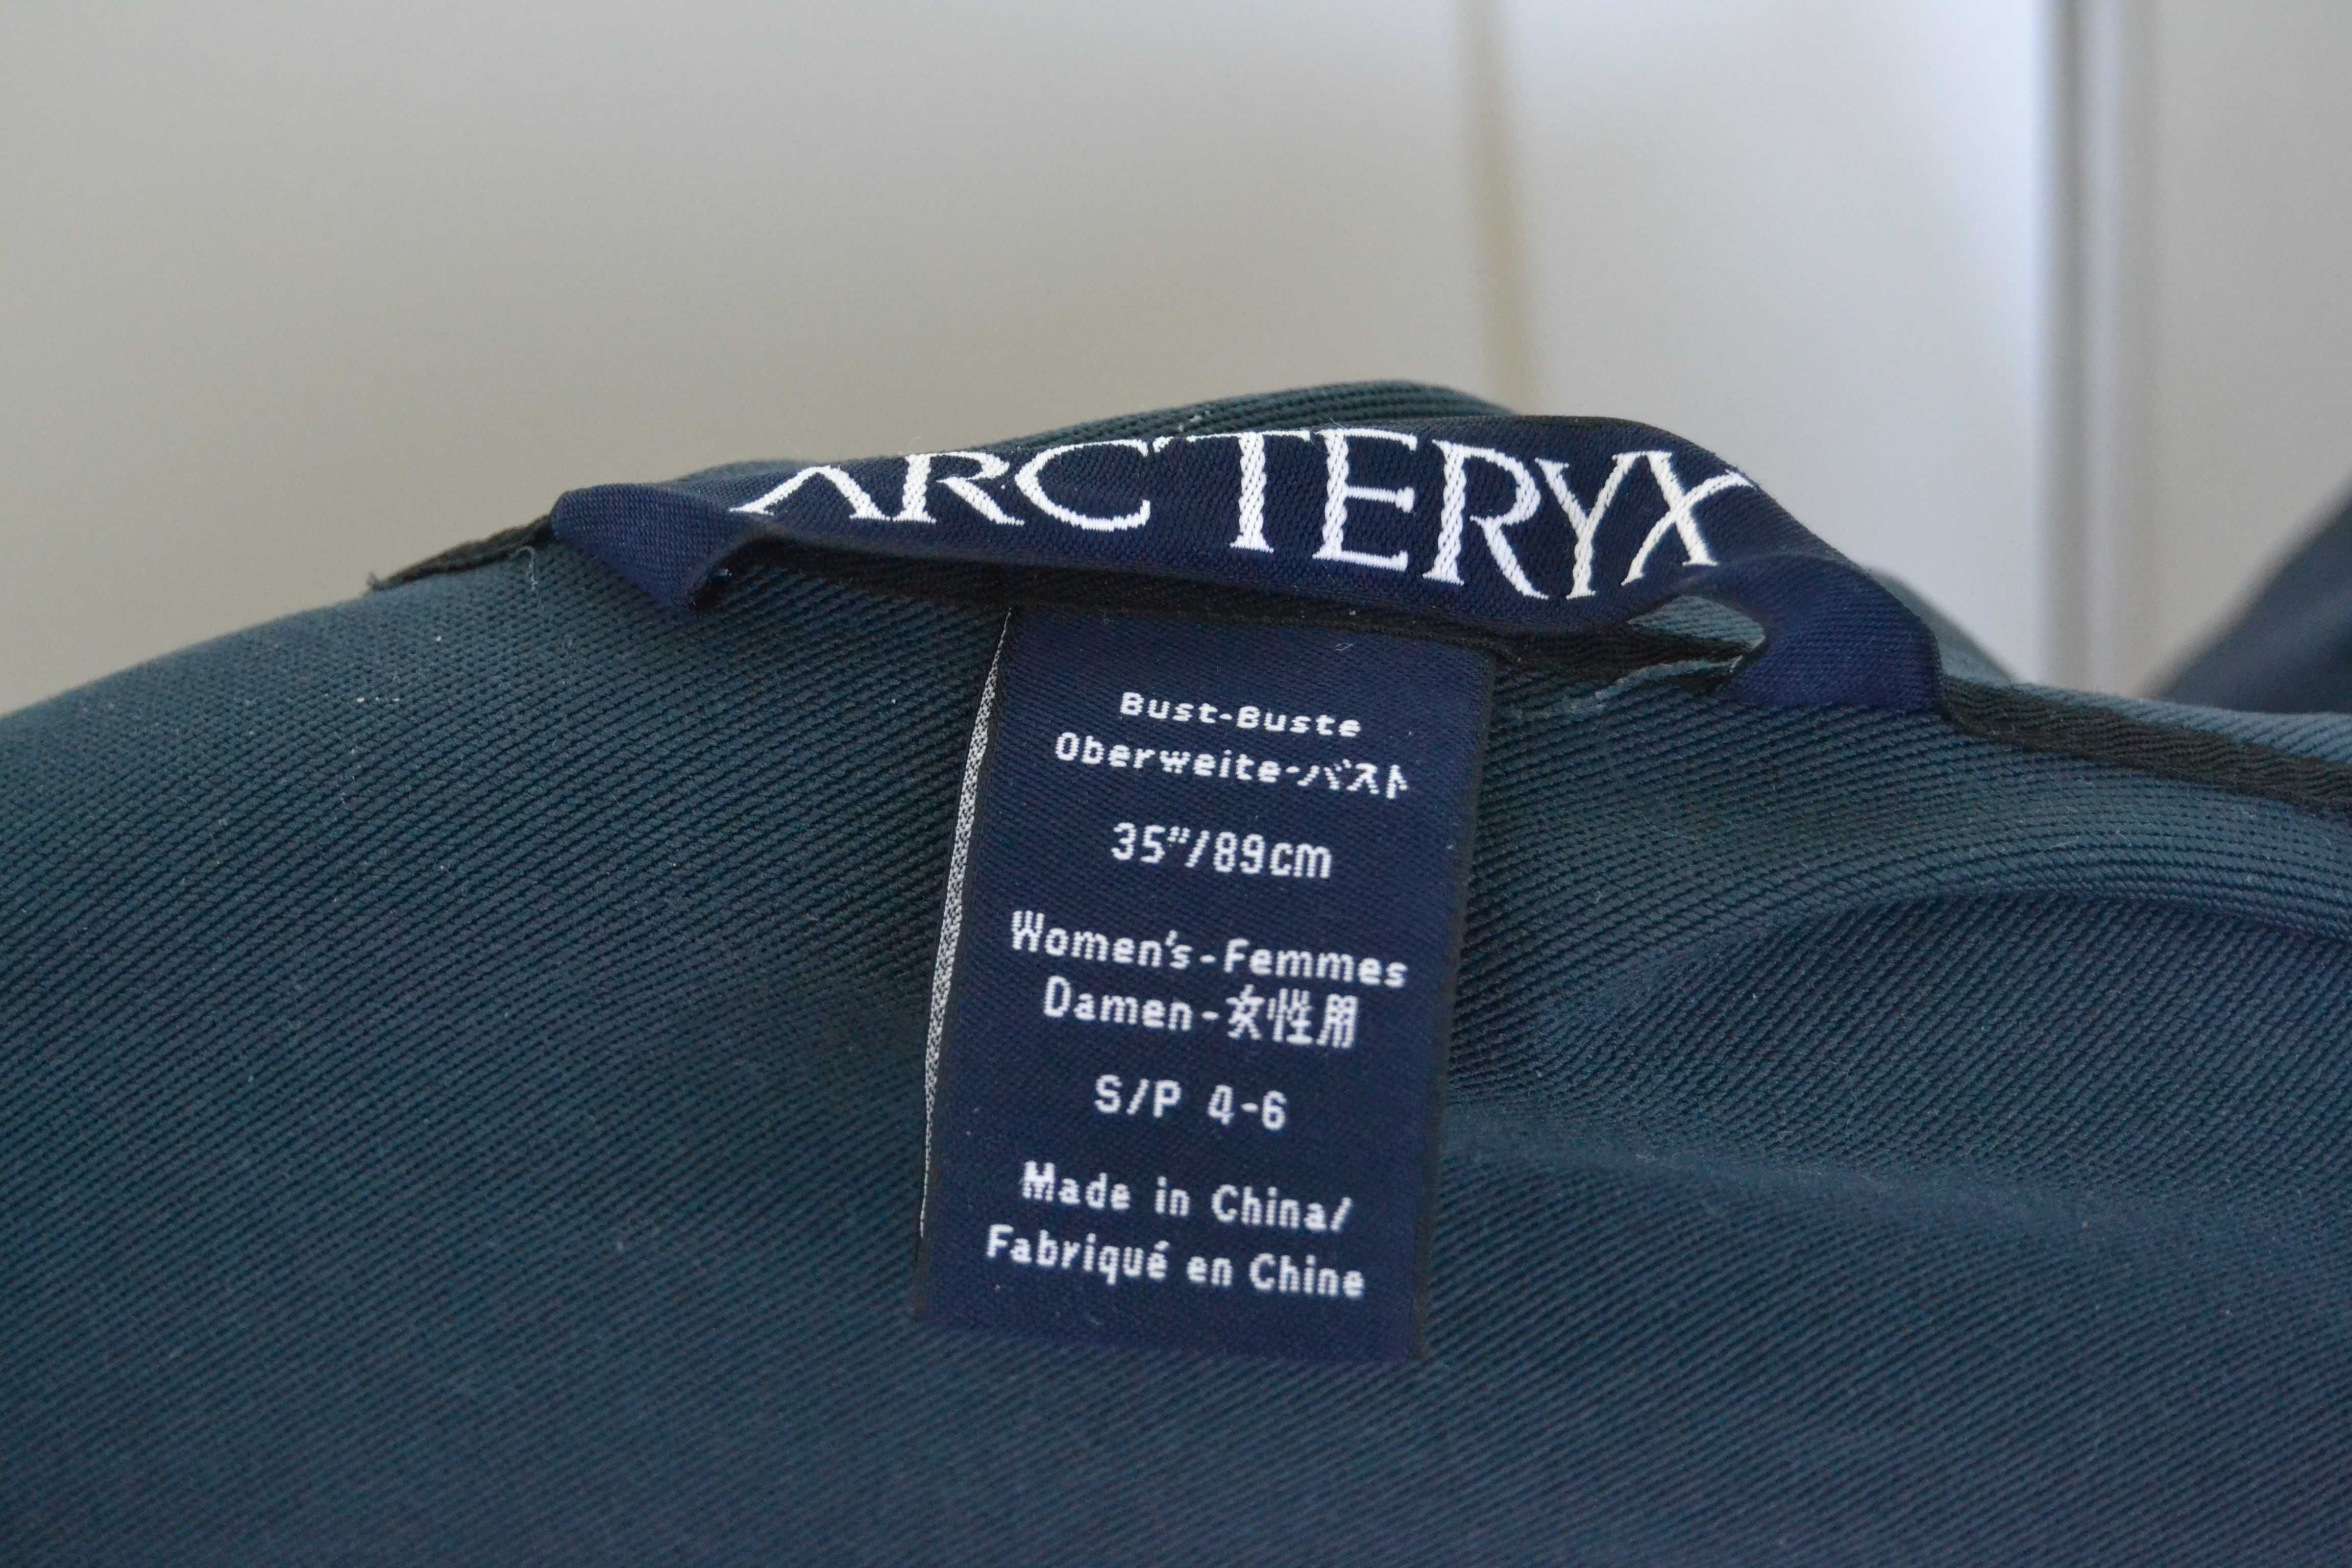 ARC'TERYX
Bust-Buste
Oberweite-バスト
35"/89cm
Women's-Femmes
Damen-女性用
S/P 4-6
Made in China/
Fabriqué en Chine